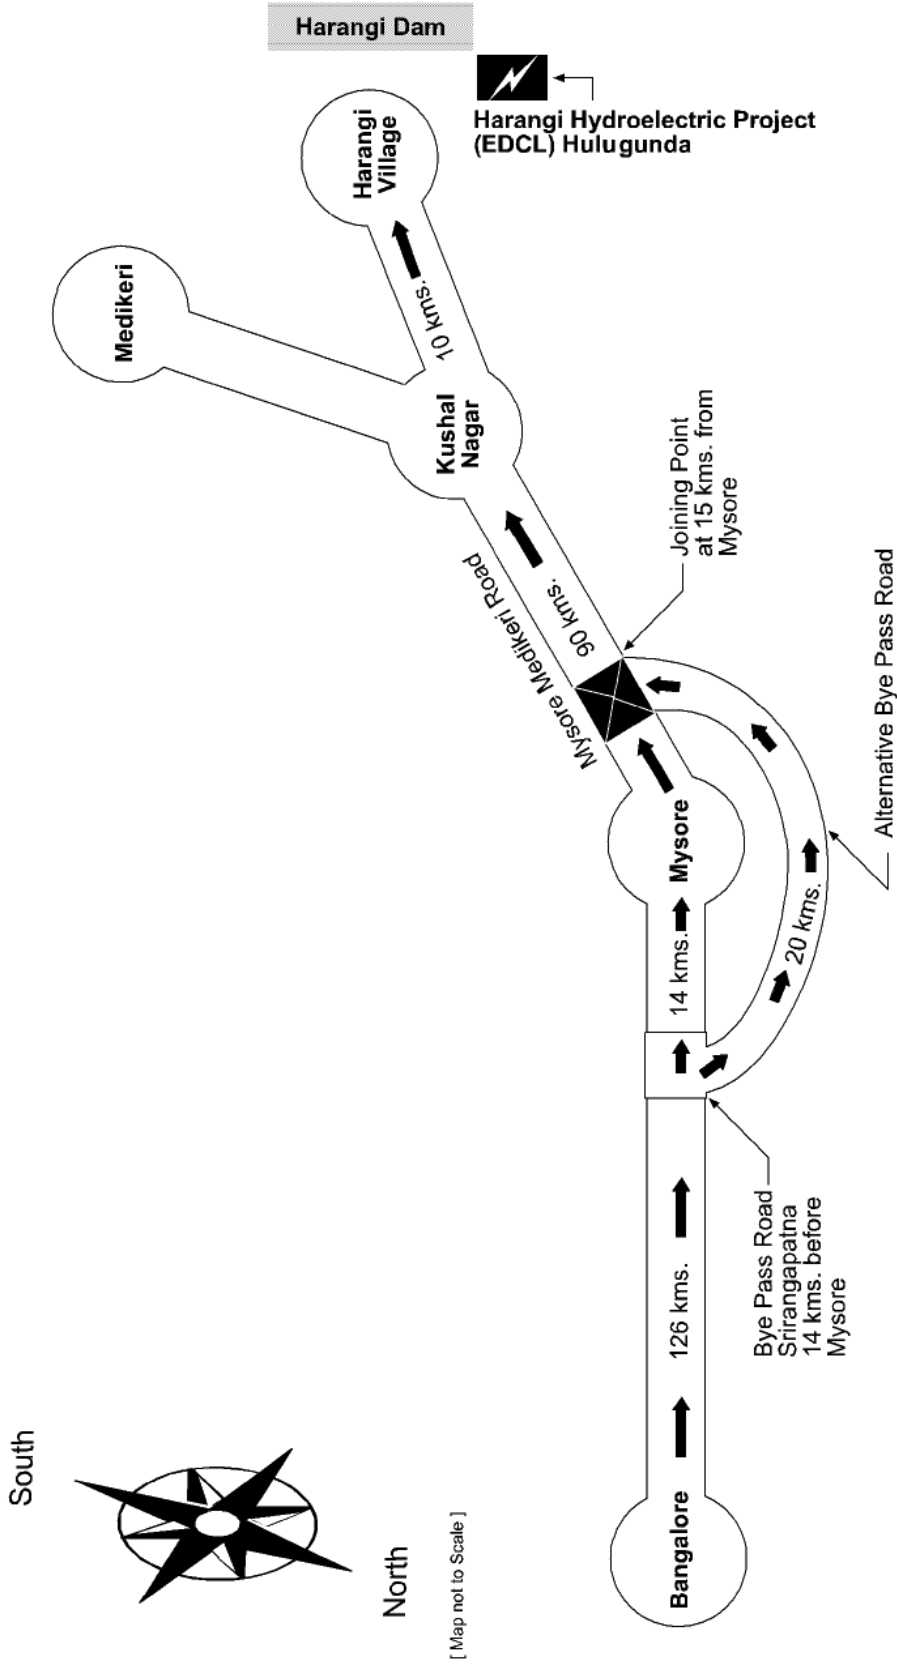 Harangi Dam
Harangi Hydroelectric Project
(EDCL) Hulugunda
Harangi
Village
Medikeri
10 kms.
Kushal
Nagar
Joining Point
at 15 kms. from
Mysore
Mysore Medikeri Road
90 kms.
Alternative Bye Pass Road
Mysore
14 kms.
20 kms.
Bye Pass Road
Srirangapatna
14 kms. before
Mysore
126 kms.
Bangalore
South
North
[ Map not to Scale ]